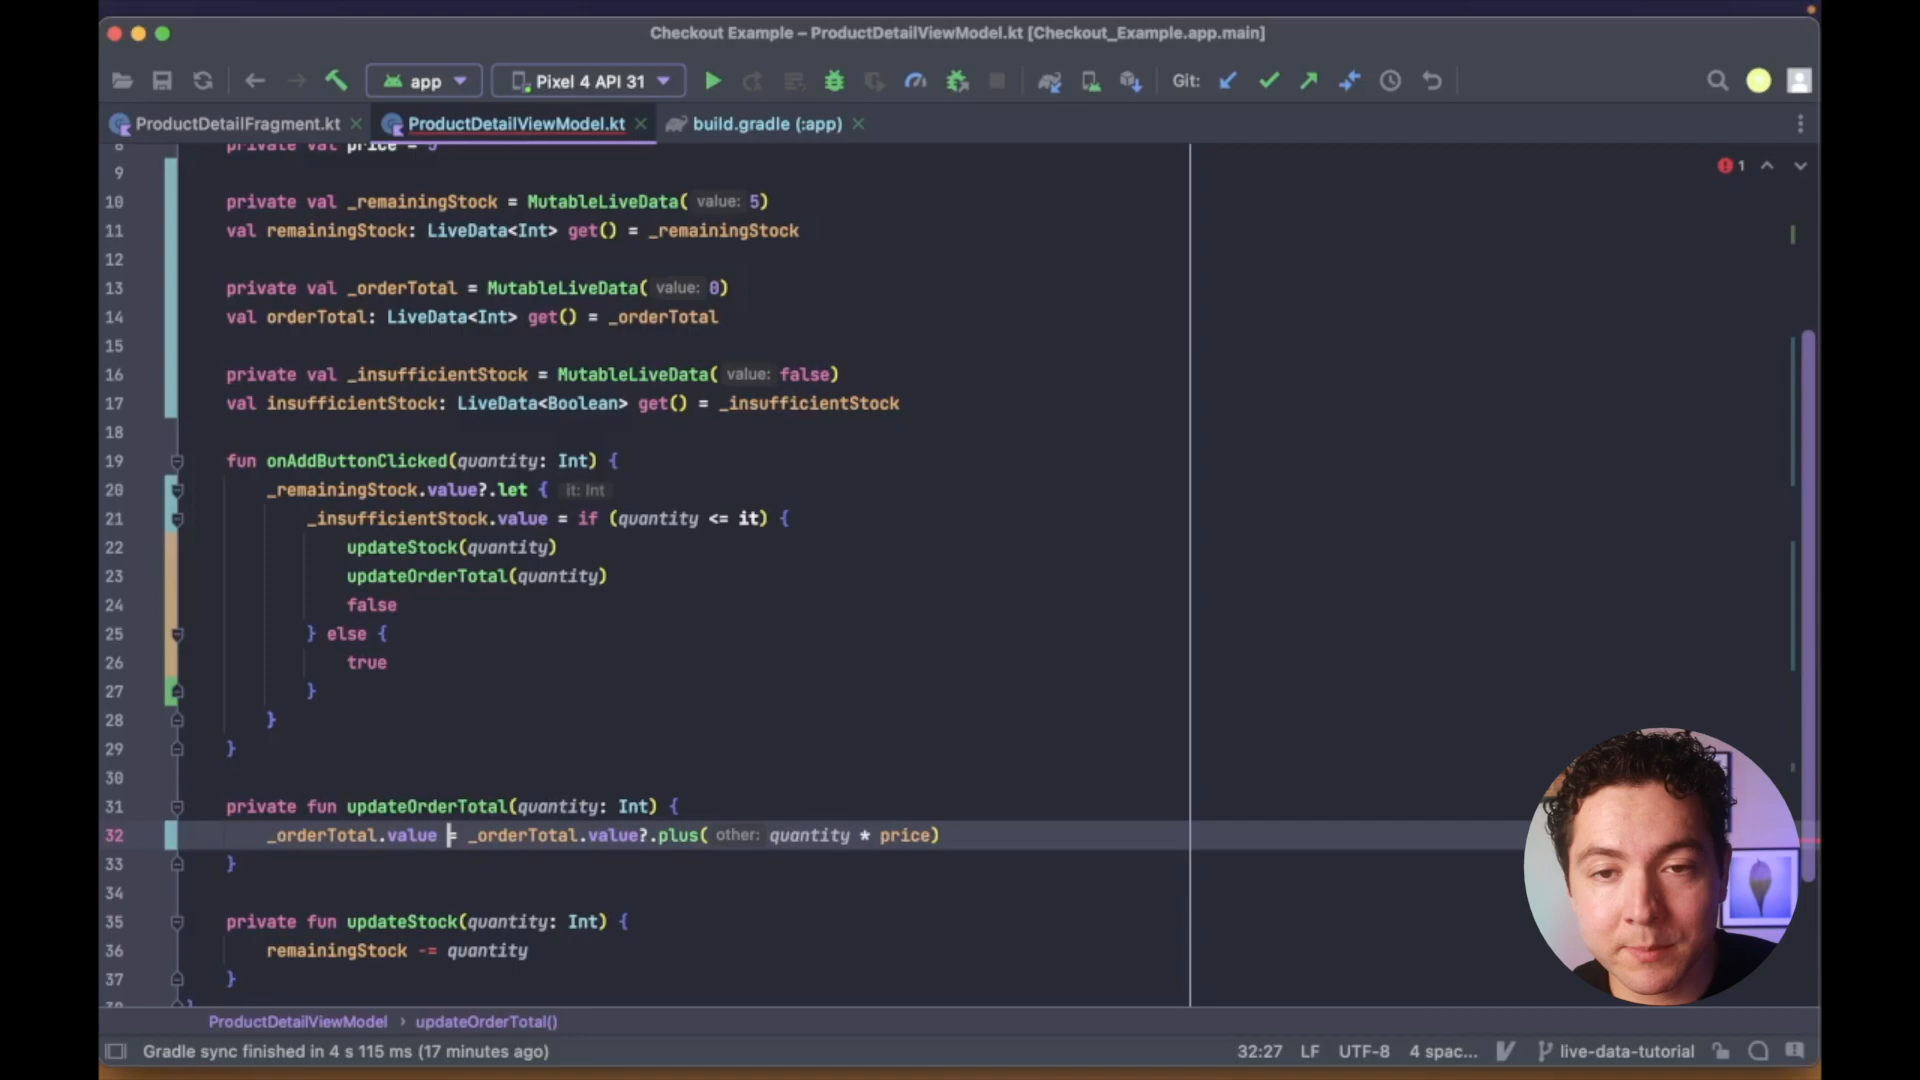 Checkout Example – ProductDetailViewModel.kt [Checkout_Example.app.main]
app Pixel 4 API 31 Git:
ProductDetailFragment.kt ProductDetailViewModel.kt build.gradle (:app)
8 private val price = 5
9 1
10 private val _remainingStock = MutableLiveData( value: 5)
11 val remainingStock: LiveData<Int> get() = _remainingStock
12
13 private val _orderTotal = MutableLiveData( value: 0)
14 val orderTotal: LiveData<Int> get() = _orderTotal
15
16 private val _insufficientStock = MutableLiveData( value: false)
17 val insufficientStock: LiveData<Boolean> get() = _insufficientStock
18
19 fun onAddButtonClicked(quantity: Int) {
20 _remainingStock.value?.let { it: Int
21 _insufficientStock.value = if (quantity <= it) {
22 updateStock(quantity)
23 updateOrderTotal(quantity)
24 false
25 } else {
26 true
27 }
28 }
29 }
30
31 private fun updateOrderTotal(quantity: Int) {
32 _orderTotal.value = _orderTotal.value?.plus( other: quantity * price)
33 }
34
35 private fun updateStock(quantity: Int) {
36 remainingStock -= quantity
37 }
38 }
ProductDetailViewModel › updateOrderTotal()
Gradle sync finished in 4 s 115 ms (17 minutes ago) 32:27 LF UTF-8 4 spac... live-data-tutorial